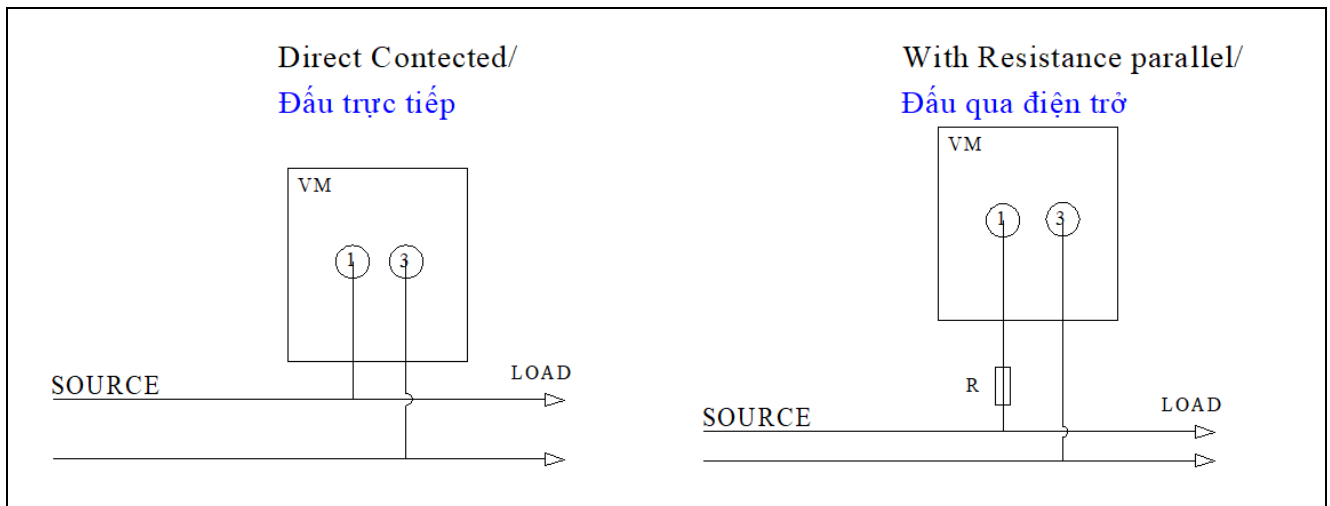 Direct Contected/
Đấu trực tiếp
VM
1 3
SOURCE
LOAD
With Resistance parallel/
Đấu qua điện trở
VM
1 3
R
SOURCE
LOAD